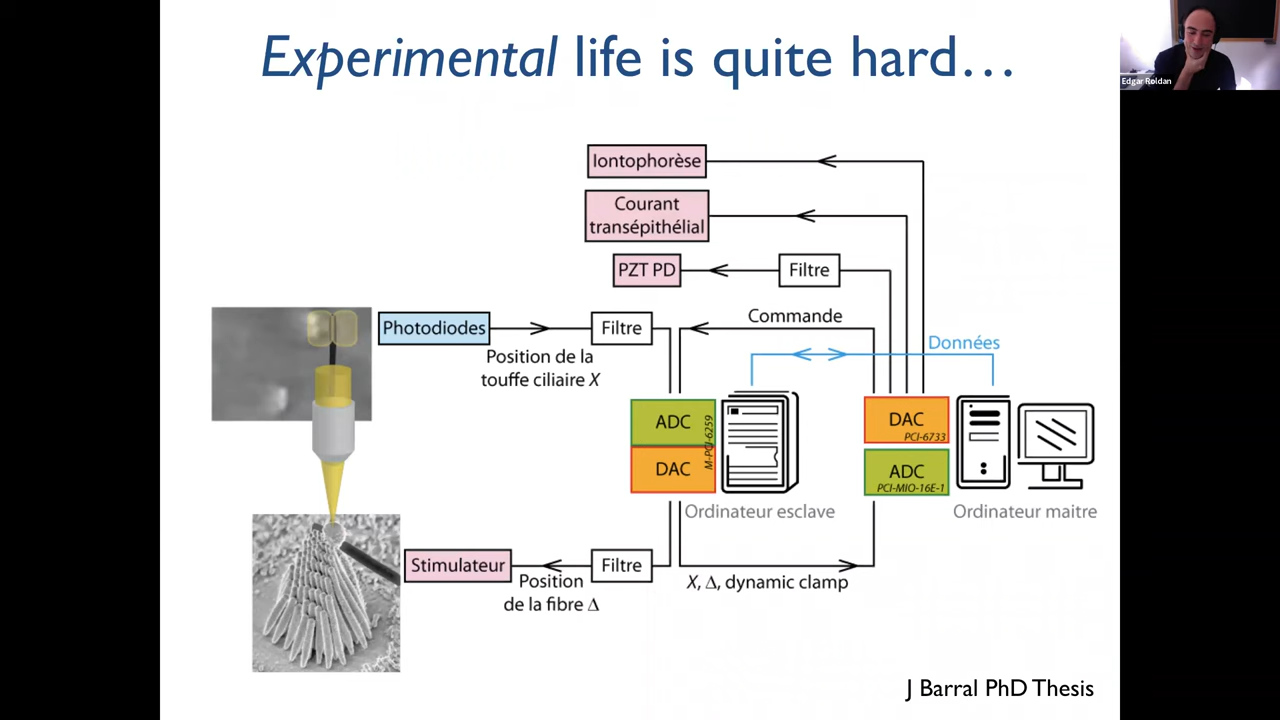 Experimental life is quite hard…
Edgar Roldan
Iontophorèse
Courant
transépithélial
PZT PD
Filtre
Photodiodes
Filtre
Commande
Données
Position de la
touffe ciliaire X
ADC
DAC
M-PCI-6259
DAC
PCI-6733
ADC
PCI-MIO-16E-1
Ordinateur esclave
Ordinateur maitre
Stimulateur
Filtre
Position
de la fibre Δ
X, Δ, dynamic clamp
J Barral PhD Thesis